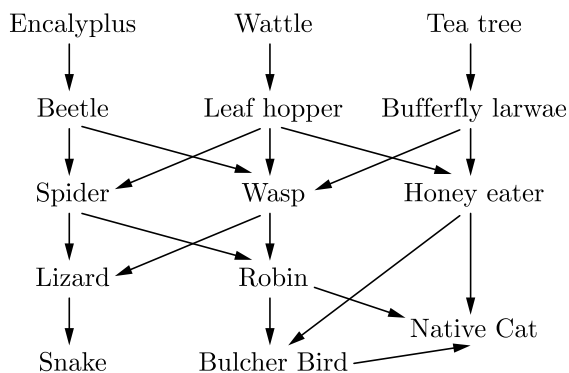 Encalyplus Wattle Tea tree
Beetle Leaf hopper Bufferfly larwae
Spider Wasp Honey eater
Lizard Robin
Native Cat
Snake Bulcher Bird